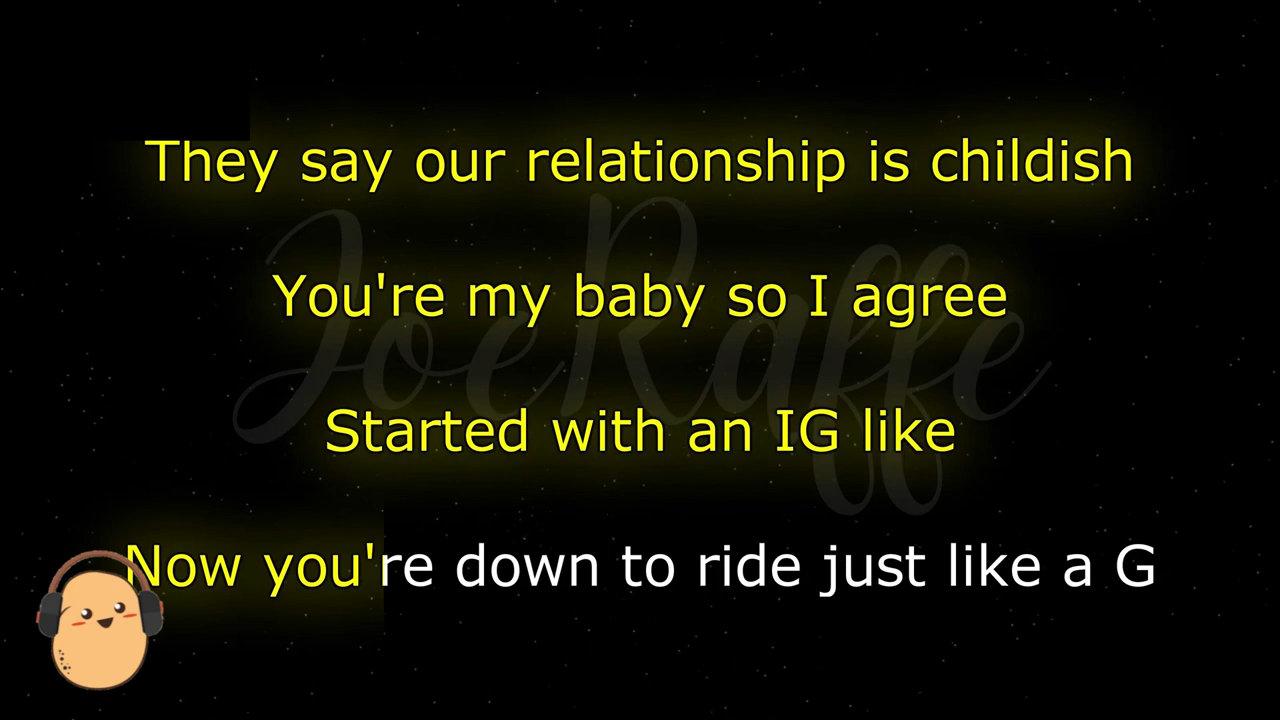 They say our relationship is childish
You're my baby so I agree
JoeRaffe
Started with an IG like
Now you're down to ride just like a G